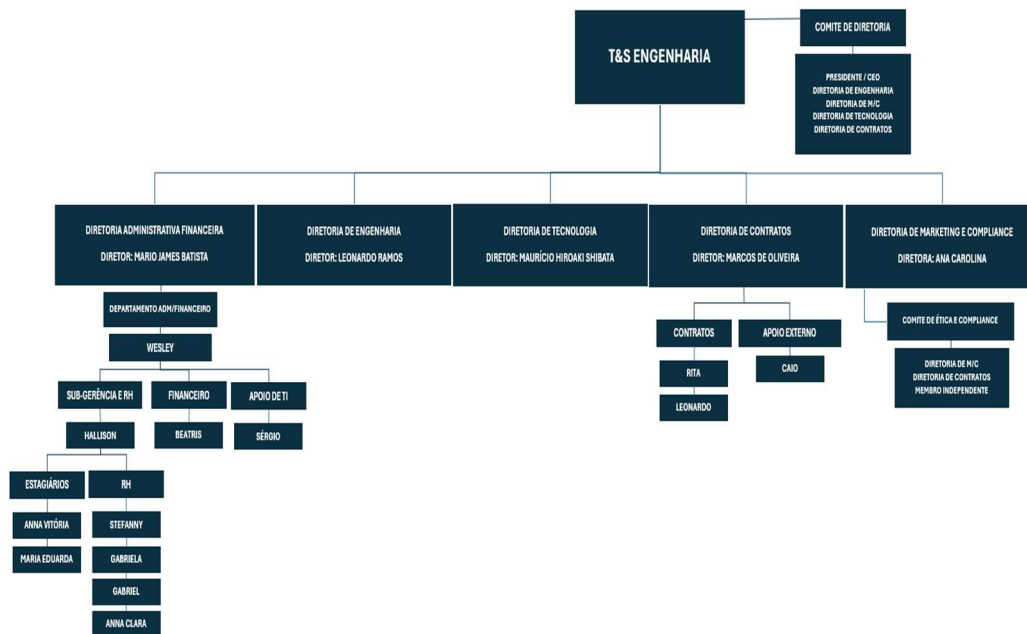 T&S ENGENHARIA
COMITE DE DIRETORIA
PRESIDENTE / CEO
DIRETORIA DE ENGENHARIA
DIRETORIA DE M/C
DIRETORIA DE TECNOLOGIA
DIRETORIA DE CONTRATOS
DIRETORIA ADMINISTRATIVA FINANCEIRA
DIRETOR: MARIO JAMES BATISTA
DIRETORIA DE ENGENHARIA
DIRETOR: LEONARDO RAMOS
DIRETORIA DE TECNOLOGIA
DIRETOR: MAURÍCIO HIROAKI SHIBATA
DIRETORIA DE CONTRATOS
DIRETOR: MARCOS DE OLIVEIRA
DIRETORIA DE MARKETING E COMPLIANCE
DIRETORA: ANA CAROLINA
DEPARTAMENTO ADM/FINANCEIRO
WESLEY
SUB-GERÊNCIA E RH
FINANCEIRO
APOIO DE TI
HALLISON
BEATRIS
SÉRGIO
ESTAGIÁRIOS
RH
ANNA VITÓRIA
STEFANNY
MARIA EDUARDA
GABRIELA
GABRIEL
ANNA CLARA
CONTRATOS
APOIO EXTERNO
RITA
CAIO
LEONARDO
COMITE DE ÉTICA E COMPLIANCE
DIRETORIA DE M/C
DIRETORIA DE CONTRATOS
MEMBRO INDEPENDENTE